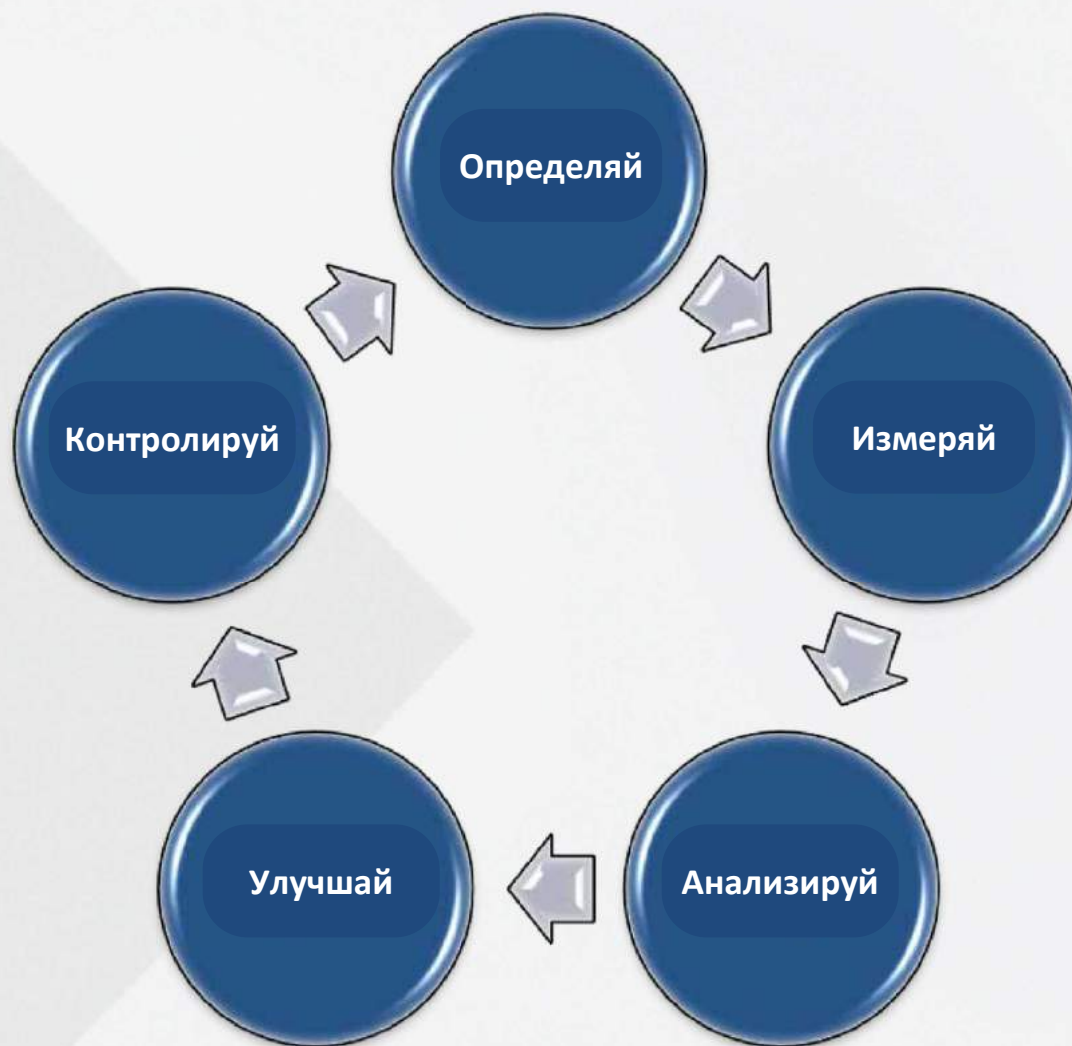 Определяй
Измеряй
Анализируй
Улучшай
Контролируй